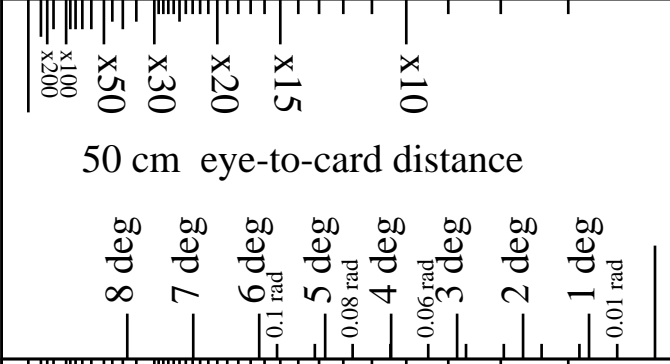 x200 x100 x50 x30 x20 x15 x10
50 cm eye-to-card distance
8 deg 7 deg 6 deg 0.1 rad 5 deg 0.08 rad 4 deg 0.06 rad 3 deg 2 deg 1 deg 0.01 rad